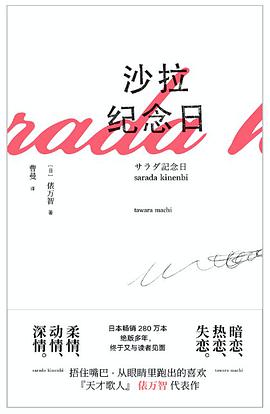 沙拉
纪念日
rada k
サラダ記念日
sarada kinenbi
[日] 俵万智 著
曹曼 译
tawara machi
柔情、
动情、
深情。
sarada kinenbi
日本畅销 280 万本
绝版多年，
终于又与读者见面
暗恋、
热恋、
失恋。
tawara machi
捂住嘴巴·从眼睛里跑出的喜欢
『天才歌人』俵万智 代表作